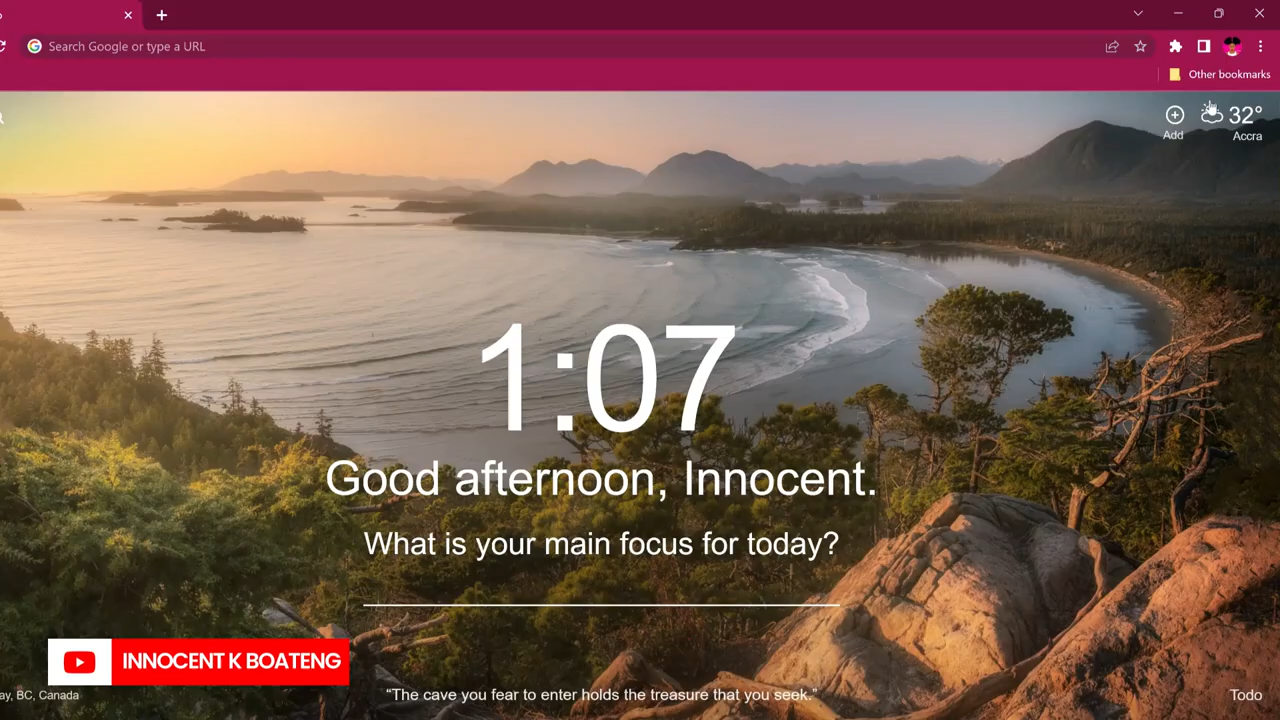 Search Google or type a URL
Other bookmarks
Add
32°
Accra
1:07
Good afternoon, Innocent.
What is your main focus for today?
INNOCENT K BOATENG
ay, BC, Canada
“The cave you fear to enter holds the treasure that you seek.”
Todo